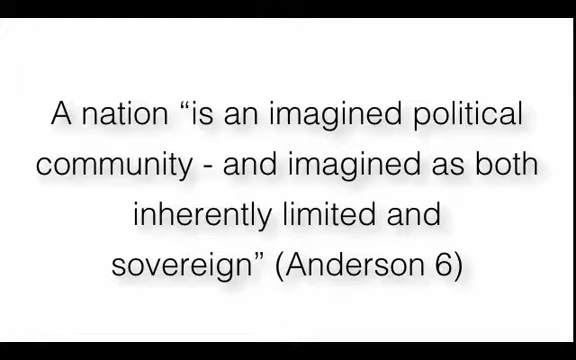 A nation “is an imagined political
community - and imagined as both
inherently limited and
sovereign” (Anderson 6)